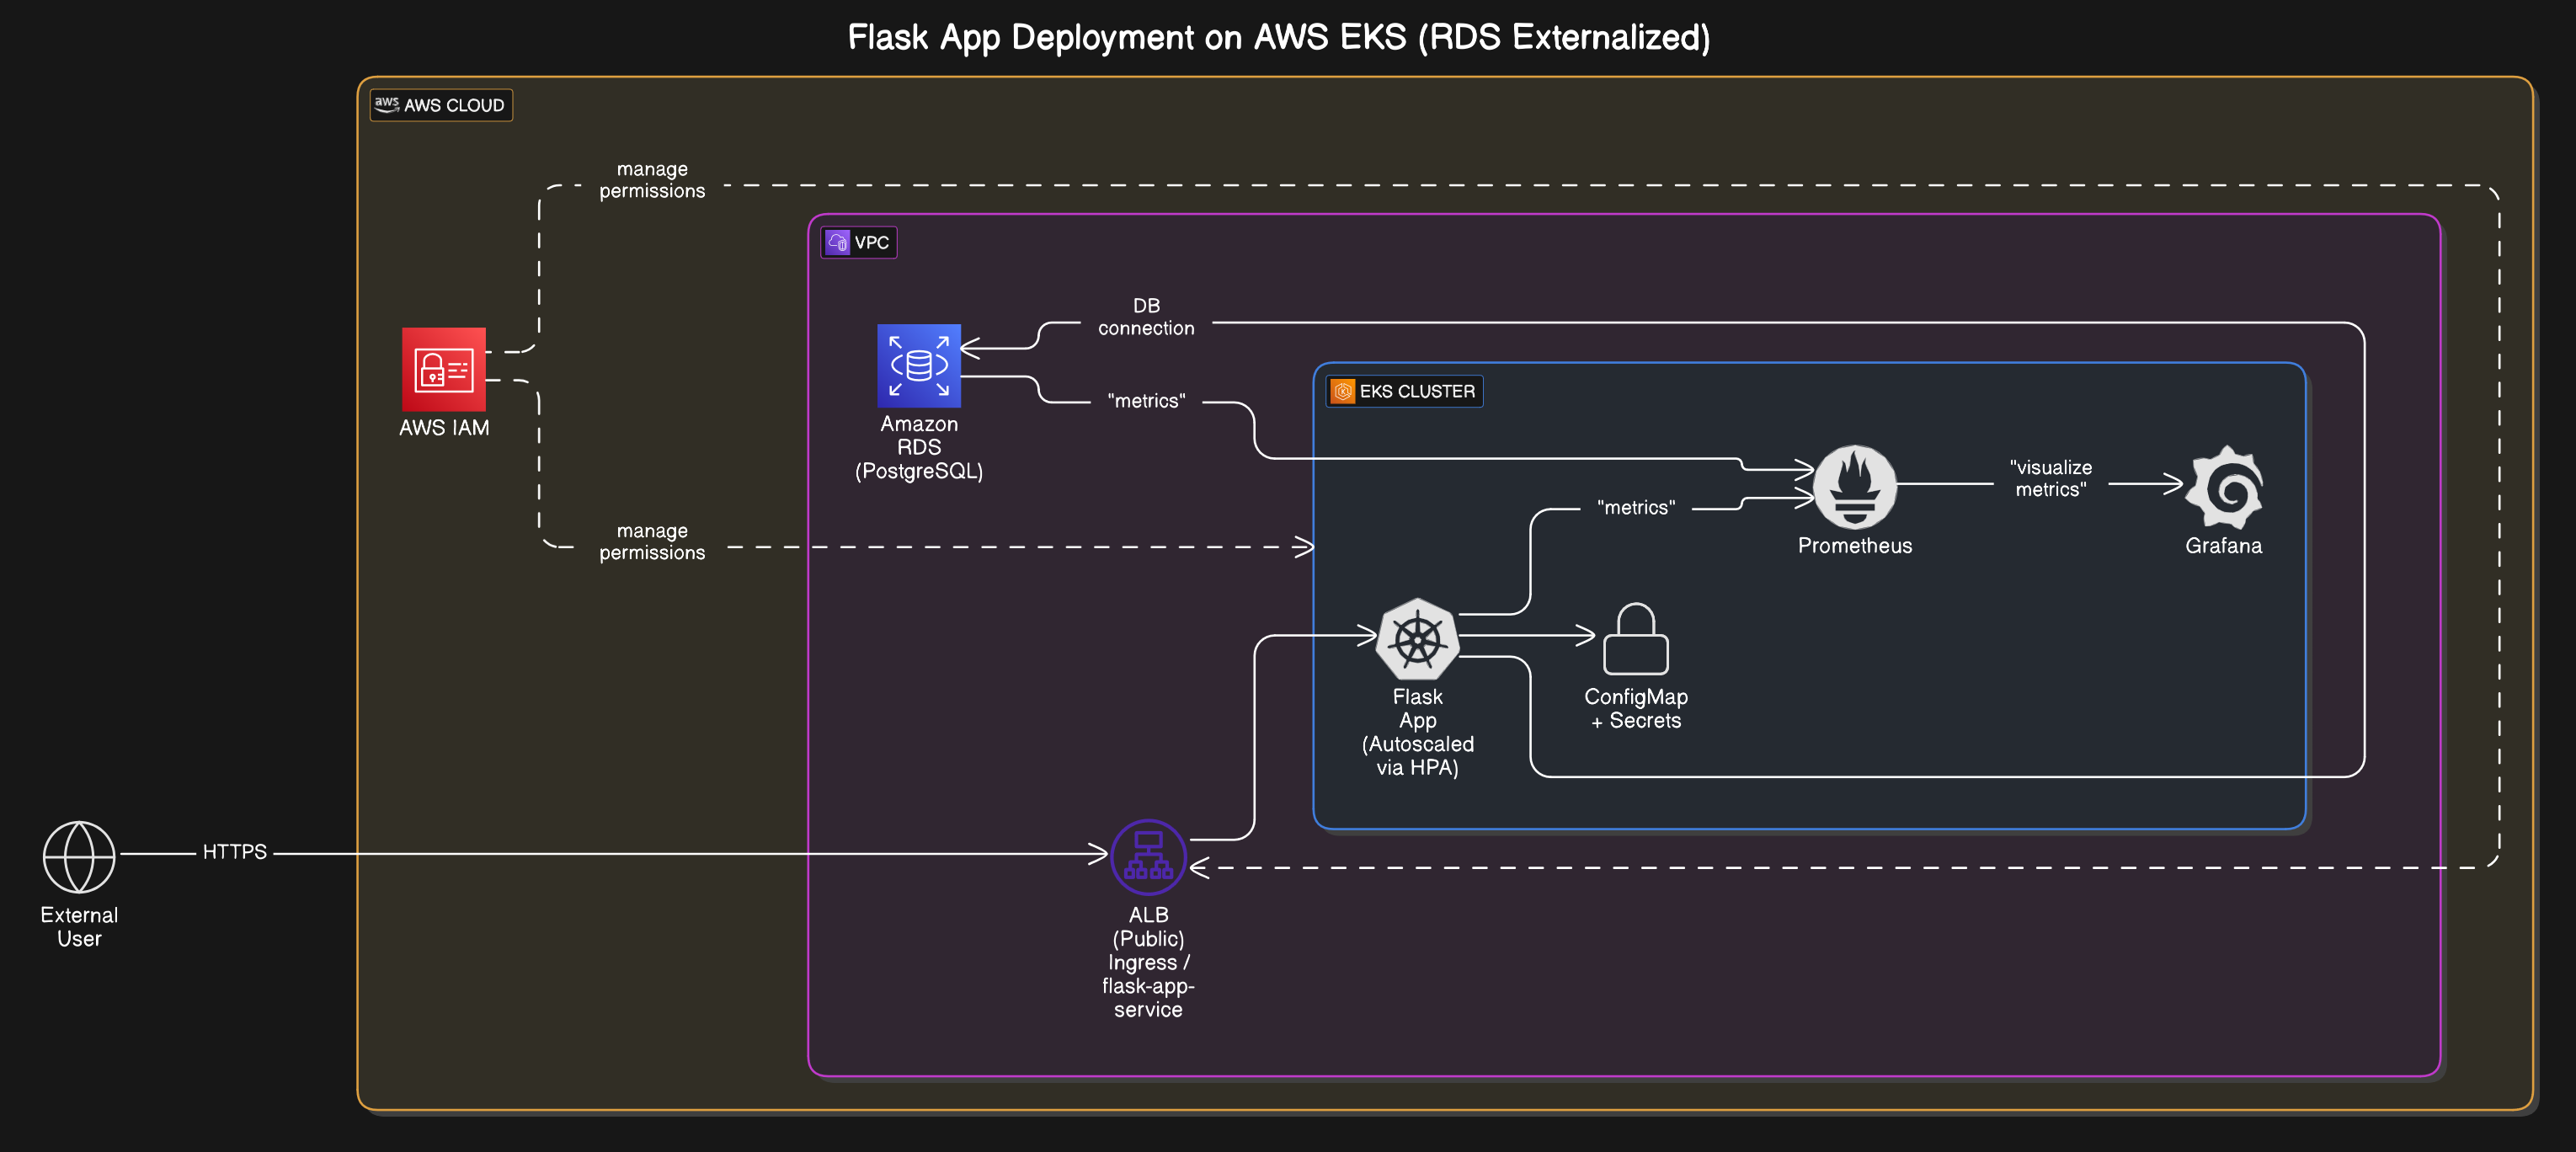 Flask App Deployment on AWS EKS (RDS Externalized)
aws AWS CLOUD
manage
permissions
VPC
DB
connection
Amazon
RDS
(PostgreSQL)
"metrics"
EKS CLUSTER
AWS IAM
"metrics"
Prometheus
"visualize
metrics"
Grafana
manage
permissions
Flask
App
(Autoscaled
via HPA)
ConfigMap
+ Secrets
External
User
HTTPS
ALB
(Public)
Ingress /
flask-app-
service